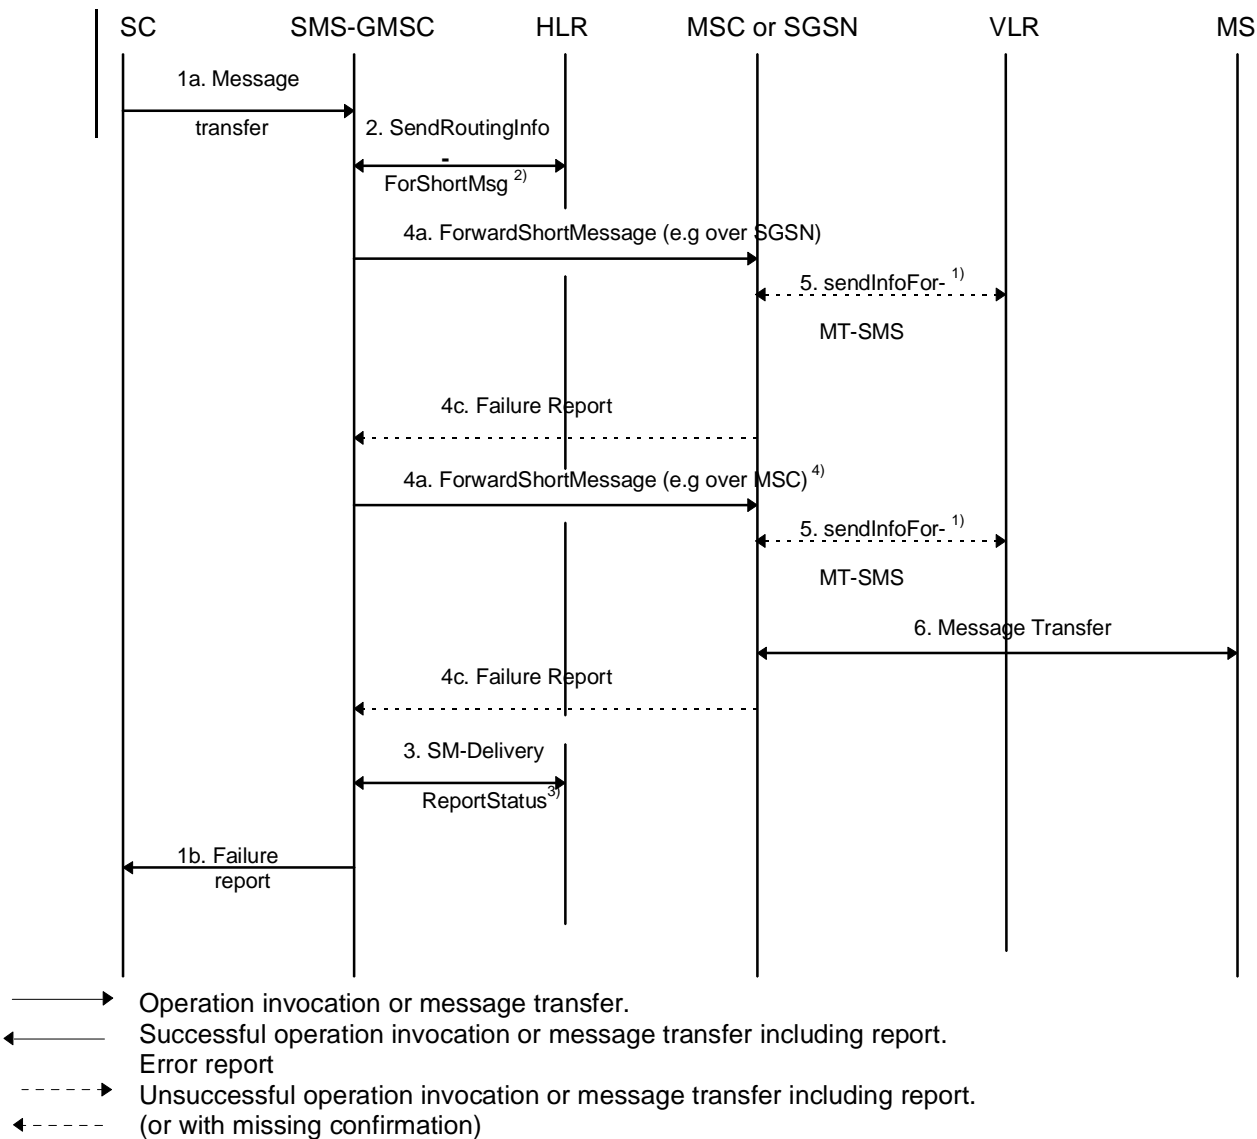 SC SMS-GMSC HLR MSC or SGSN VLR MS
1a. Message
transfer
2. SendRoutingInfo
-
ForShortMsg 2)
4a. ForwardShortMessage (e.g over SGSN)
5. sendInfoFor- 1)
MT-SMS
4c. Failure Report
4a. ForwardShortMessage (e.g over MSC) 4)
5. sendInfoFor- 1)
MT-SMS
6. Message Transfer
4c. Failure Report
3. SM-Delivery
ReportStatus3)
1b. Failure
report
Operation invocation or message transfer.
Successful operation invocation or message transfer including report.
Error report
Unsuccessful operation invocation or message transfer including report.
(or with missing confirmation)